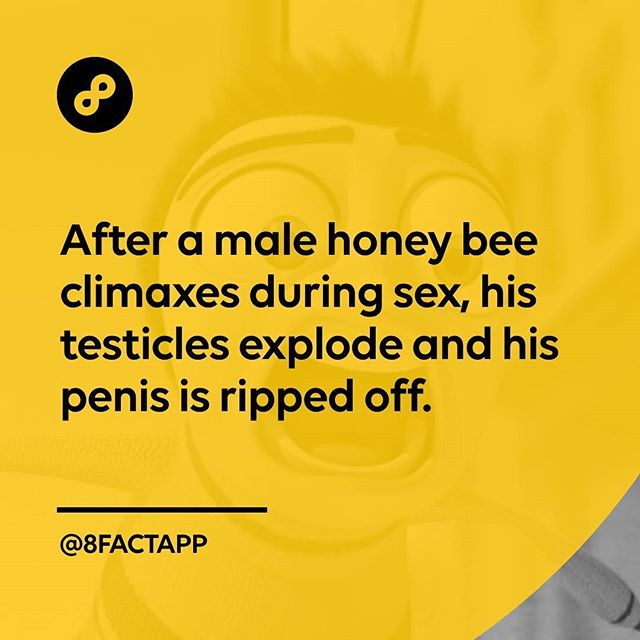 After a male honey bee
climaxes during sex, his
testicles explode and his
penis is ripped off.
@8FACTAPP